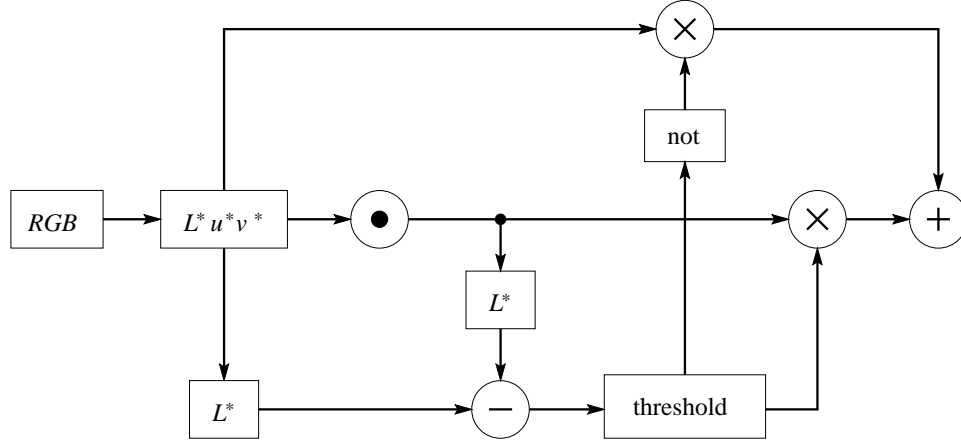 ×
not
RGB
L* u* v*
•
×
+
L*
L*
−
threshold